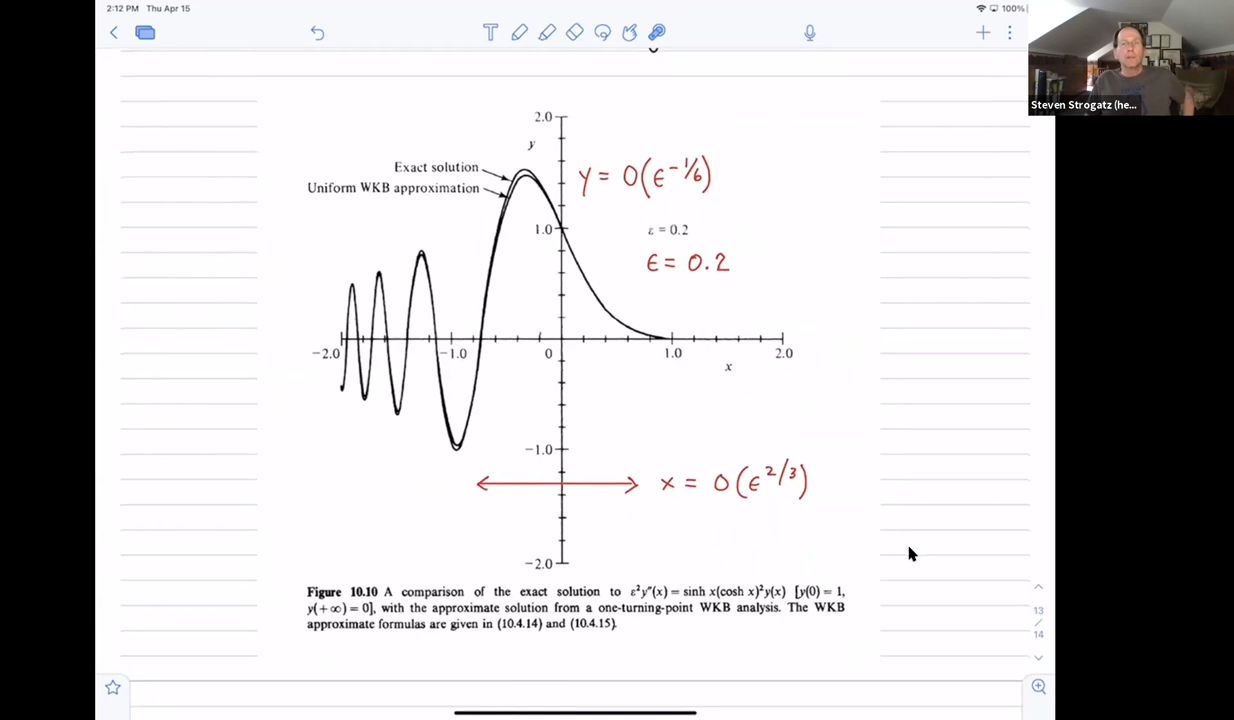 2:12 PM Thu Apr 15
100%
Steven Strogatz (he...
2.0
y
Exact solution
Uniform WKB approximation
y = O(ϵ^-1/6)
1.0
ε = 0.2
ϵ = 0.2
-2.0
-1.0
0
1.0
2.0
x
-1.0
x = O(ϵ^2/3)
-2.0
Figure 10.10 A comparison of the exact solution to ε²y″(x) = sinh x(cosh x)²y(x) [y(0) = 1,
y(+∞) = 0], with the approximate solution from a one-turning-point WKB analysis. The WKB
approximate formulas are given in (10.4.14) and (10.4.15).
13
/
14